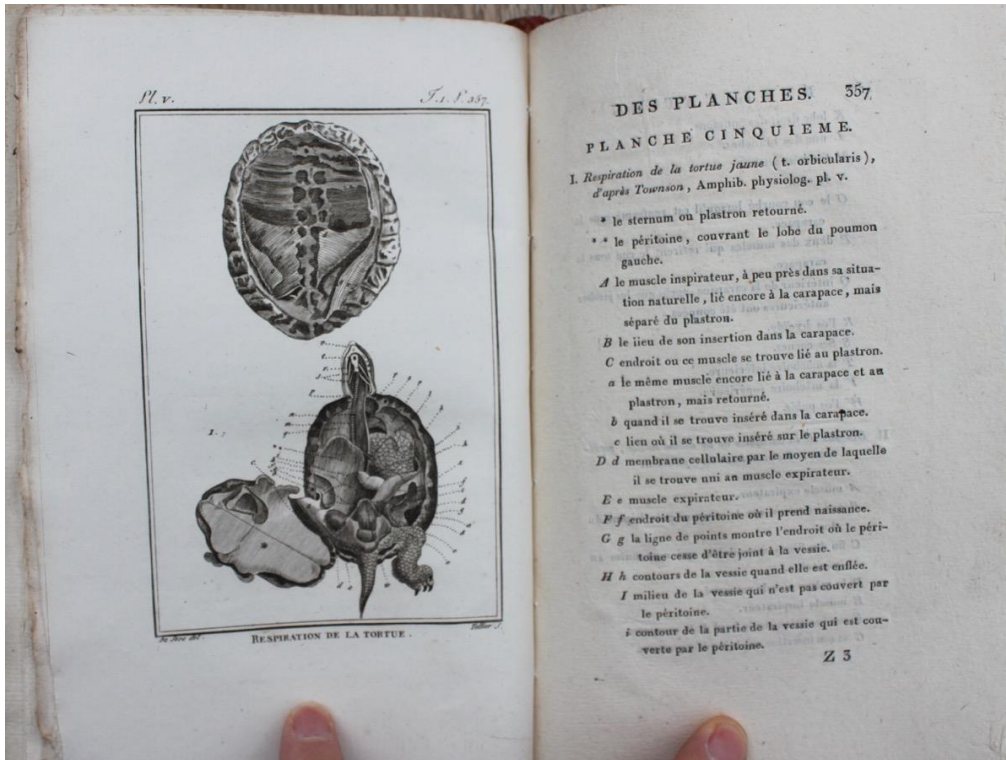 Pl. v.
T. 1. P. 357.
1.
RESPIRATION DE LA TORTUE.
DES PLANCHES. 357
PLANCHE CINQUIEME.
I. Respiration de la tortue jaune (t. orbicularis),
d'après Townson, Amphib. physiolog. pl. v.
* le sternum ou plastron retourné.
** le péritoine, couvrant le lobe du poumon
gauche.
A le muscle inspirateur, à peu près dans sa situa-
tion naturelle, lié encore à la carapace, mais
séparé du plastron.
B le lieu de son insertion dans la carapace.
C endroit ou ce muscle se trouve lié au plastron.
a le même muscle encore lié à la carapace et au
plastron, mais retourné.
b quand il se trouve inséré dans la carapace.
c lien où il se trouve inséré sur le plastron.
D d membrane cellulaire par le moyen de laquelle
il se trouve uni au muscle expirateur.
E e muscle expirateur.
F f endroit du péritoine où il prend naissance.
G g la ligne de points montre l'endroit où le péri-
toine cesse d'être joint à la vessie.
H h contours de la vessie quand elle est enflée.
I milieu de la vessie qui n'est pas couvert par
le péritoine.
i contour de la partie de la vessie qui est cou-
verte par le péritoine.
Z 3